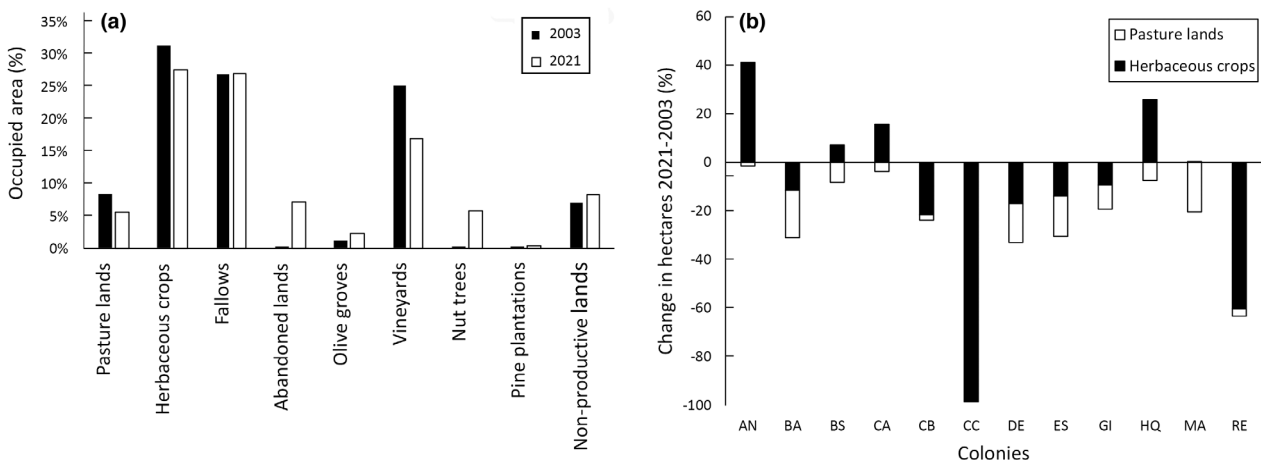 (a)
35%
30%
25%
20%
15%
10%
5%
0%
Occupied area (%)
2003
2021
Pasture lands
Herbaceous crops
Fallows
Abandoned lands
Olive groves
Vineyards
Nut trees
Pine plantations
Non-productive lands
(b)
60
40
20
0
-20
-40
-60
-80
-100
Change in hectares 2021-2003 (%)
Pasture lands
Herbaceous crops
AN BA BS CA CB CC DE ES GI HQ MA RE
Colonies